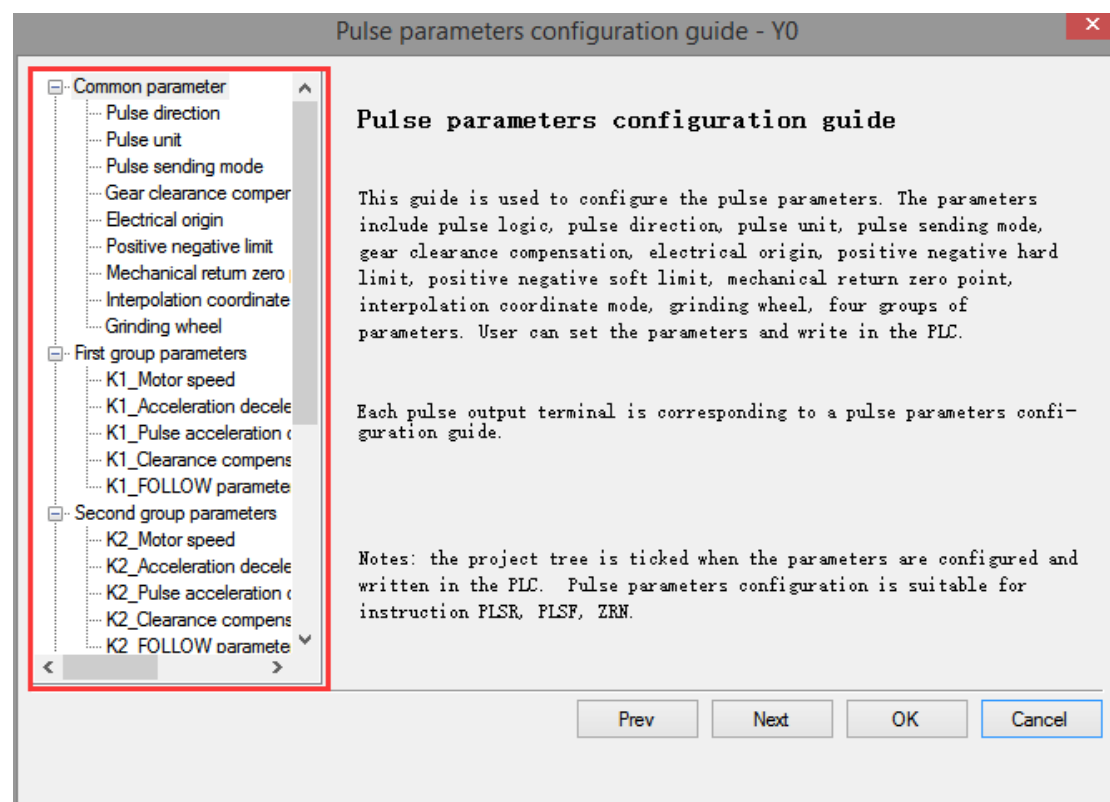 Pulse parameters configuration guide - Y0
Common parameter
Pulse direction
Pulse unit
Pulse sending mode
Gear clearance comper
Electrical origin
Positive negative limit
Mechanical return zero
Interpolation coordinate
Grinding wheel
First group parameters
K1_Motor speed
K1_Acceleration decele
K1_Pulse acceleration
K1_Clearance compens
K1_FOLLOW paramete
Second group parameters
K2_Motor speed
K2_Acceleration decele
K2_Pulse acceleration
K2_Clearance compens
K2_FOLLOW paramete
Pulse parameters configuration guide
This guide is used to configure the pulse parameters. The parameters
include pulse logic, pulse direction, pulse unit, pulse sending mode,
gear clearance compensation, electrical origin, positive negative hard
limit, positive negative soft limit, mechanical return zero point,
interpolation coordinate mode, grinding wheel, four groups of
parameters. User can set the parameters and write in the PLC.
Each pulse output terminal is corresponding to a pulse parameters confi-
guration guide.
Notes: the project tree is ticked when the parameters are configured and
written in the PLC. Pulse parameters configuration is suitable for
instruction PLSR, PLSF, ZRN.
Prev
Next
OK
Cancel